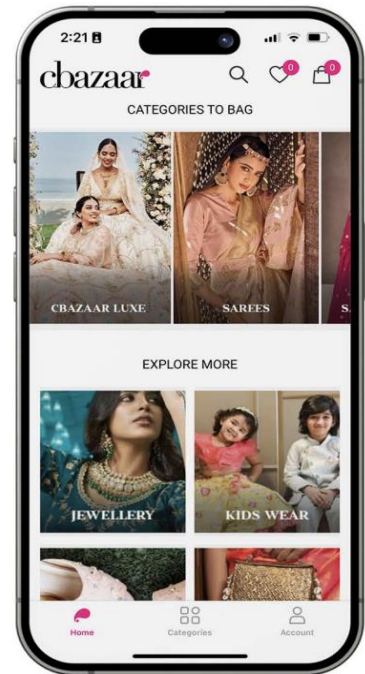 2:21
cbazaar
0
0
CATEGORIES TO BAG
CBAZAAR LUXE
SAREES
S
EXPLORE MORE
JEWELLERY
KIDS WEAR
Home
Categories
Account